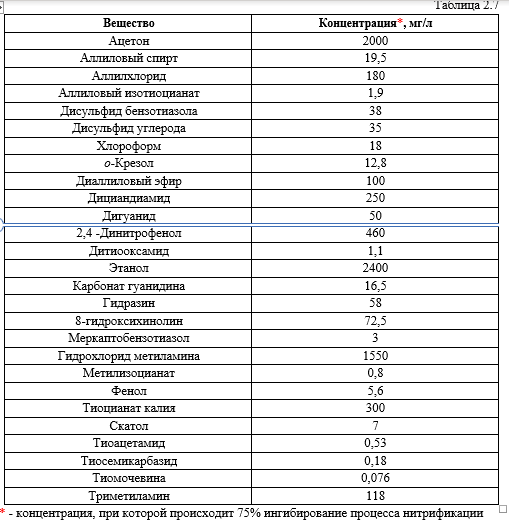 Таблица 2.7
Вещество Концентрация*, мг/л
Ацетон 2000
Аллиловый спирт 19,5
Аллилхлорид 180
Аллиловый изотиоцианат 1,9
Дисульфид бензотиазола 38
Дисульфид углерода 35
Хлороформ 18
о-Крезол 12,8
Диаллиловый эфир 100
Дициандиамид 250
Дигуанид 50
2,4 -Динитрофенол 460
Дитиооксамид 1,1
Этанол 2400
Карбонат гуанидина 16,5
Гидразин 58
8-гидроксихинолин 72,5
Меркаптобензотиазол 3
Гидрохлорид метиламина 1550
Метилизоцианат 0,8
Фенол 5,6
Тиоцианат калия 300
Скатол 7
Тиоацетамид 0,53
Тиосемикарбазид 0,18
Тиомочевина 0,076
Триметиламин 118
* - концентрация, при которой происходит 75% ингибирование процесса нитрификации